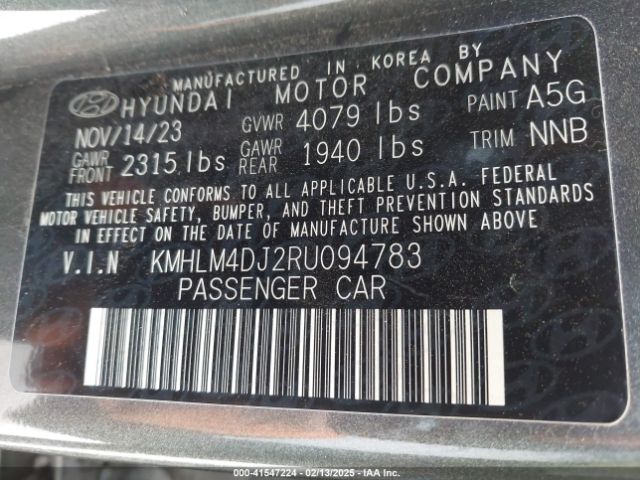 MANUFACTURED IN KOREA BY
HYUNDAI MOTOR COMPANY
NOV/14/23 GVWR 4079 lbs PAINT A5G
GAWR FRONT 2315 lbs GAWR REAR 1940 lbs TRIM NNB
THIS VEHICLE CONFORMS TO ALL APPLICABLE U.S.A. FEDERAL
MOTOR VEHICLE SAFETY, BUMPER, AND THEFT PREVENTION STANDARDS
IN EFFECT ON THE DATE OF MANUFACTURE SHOWN ABOVE
V.I.N KMHLM4DJ2RU094783
PASSENGER CAR
000-41547224 - 02/13/2025 - IAA Inc.